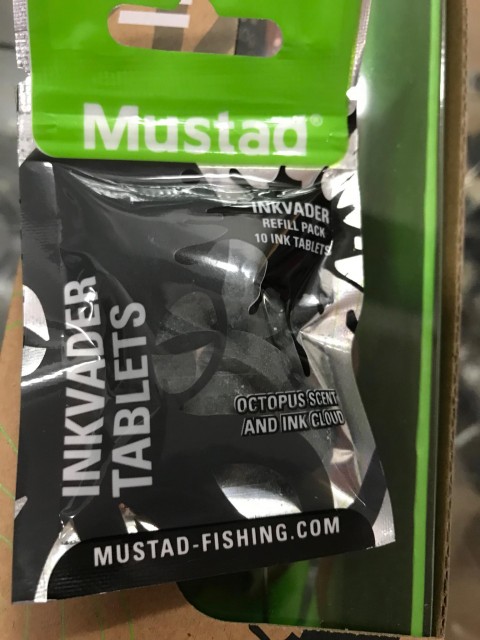 Mustad®
INKVADER
REFILL PACK
10 INK TABLETS
INKVADER
TABLETS
OCTOPUS SCENT
AND INK CLOUD
MUSTAD-FISHING.COM